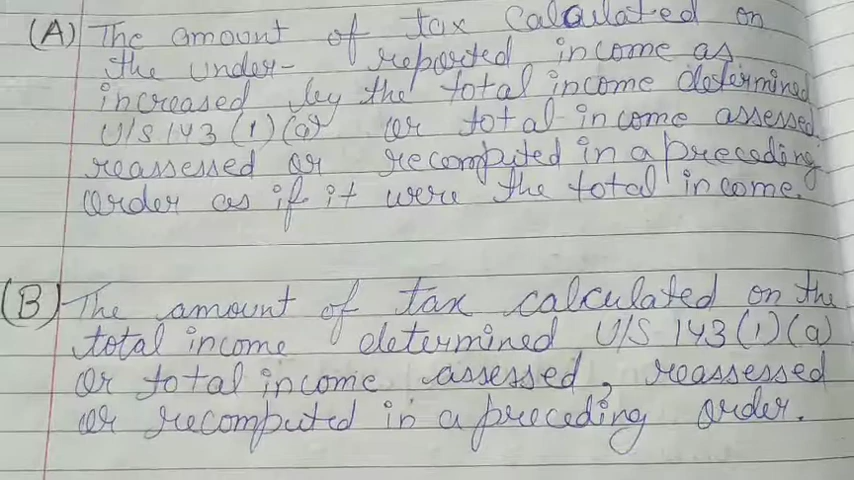 (A) The amount of tax calculated on
the under- reported income as
increased by the total income determined
U/S 143 (1) (a) or total income assessed,
reassessed or recomputed in a preceding
order as if it were the total income.
(B) The amount of tax calculated on the
total income determined U/S 143 (1) (a)
or total income assessed, reassessed
or recomputed in a preceding order.